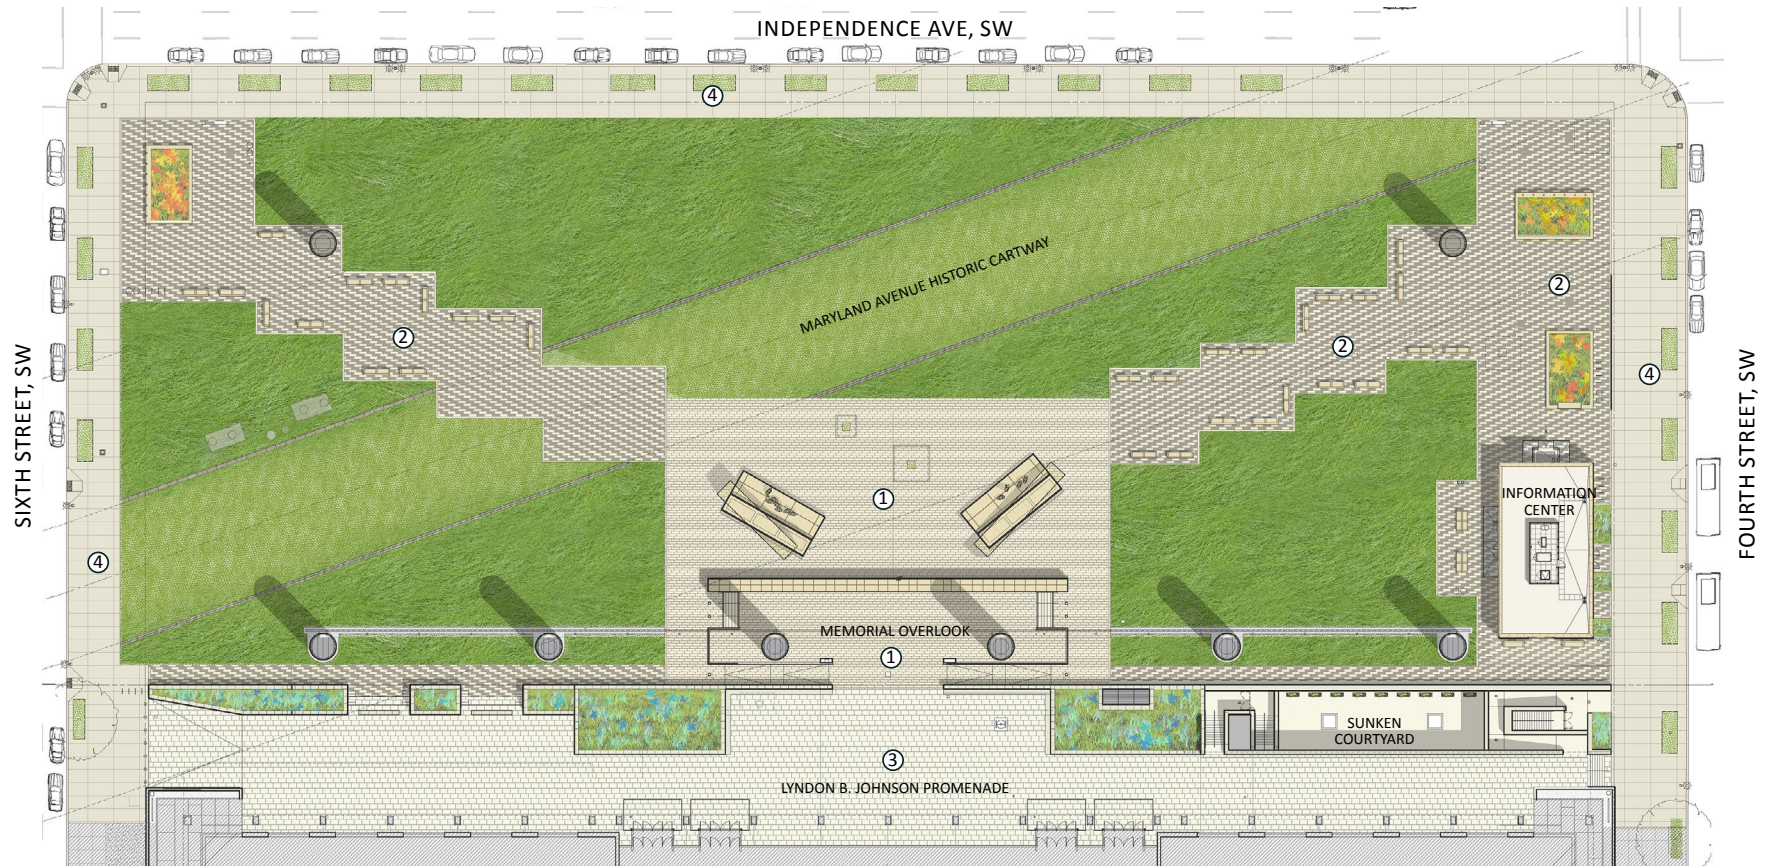 INDEPENDENCE AVE, SW
4
MARYLAND AVENUE HISTORIC CARTWAY
2
2
2
4
SIXTH STREET, SW
FOURTH STREET, SW
1
INFORMATION
CENTER
4
MEMORIAL OVERLOOK
1
SUNKEN
COURTYARD
3
LYNDON B. JOHNSON PROMENADE